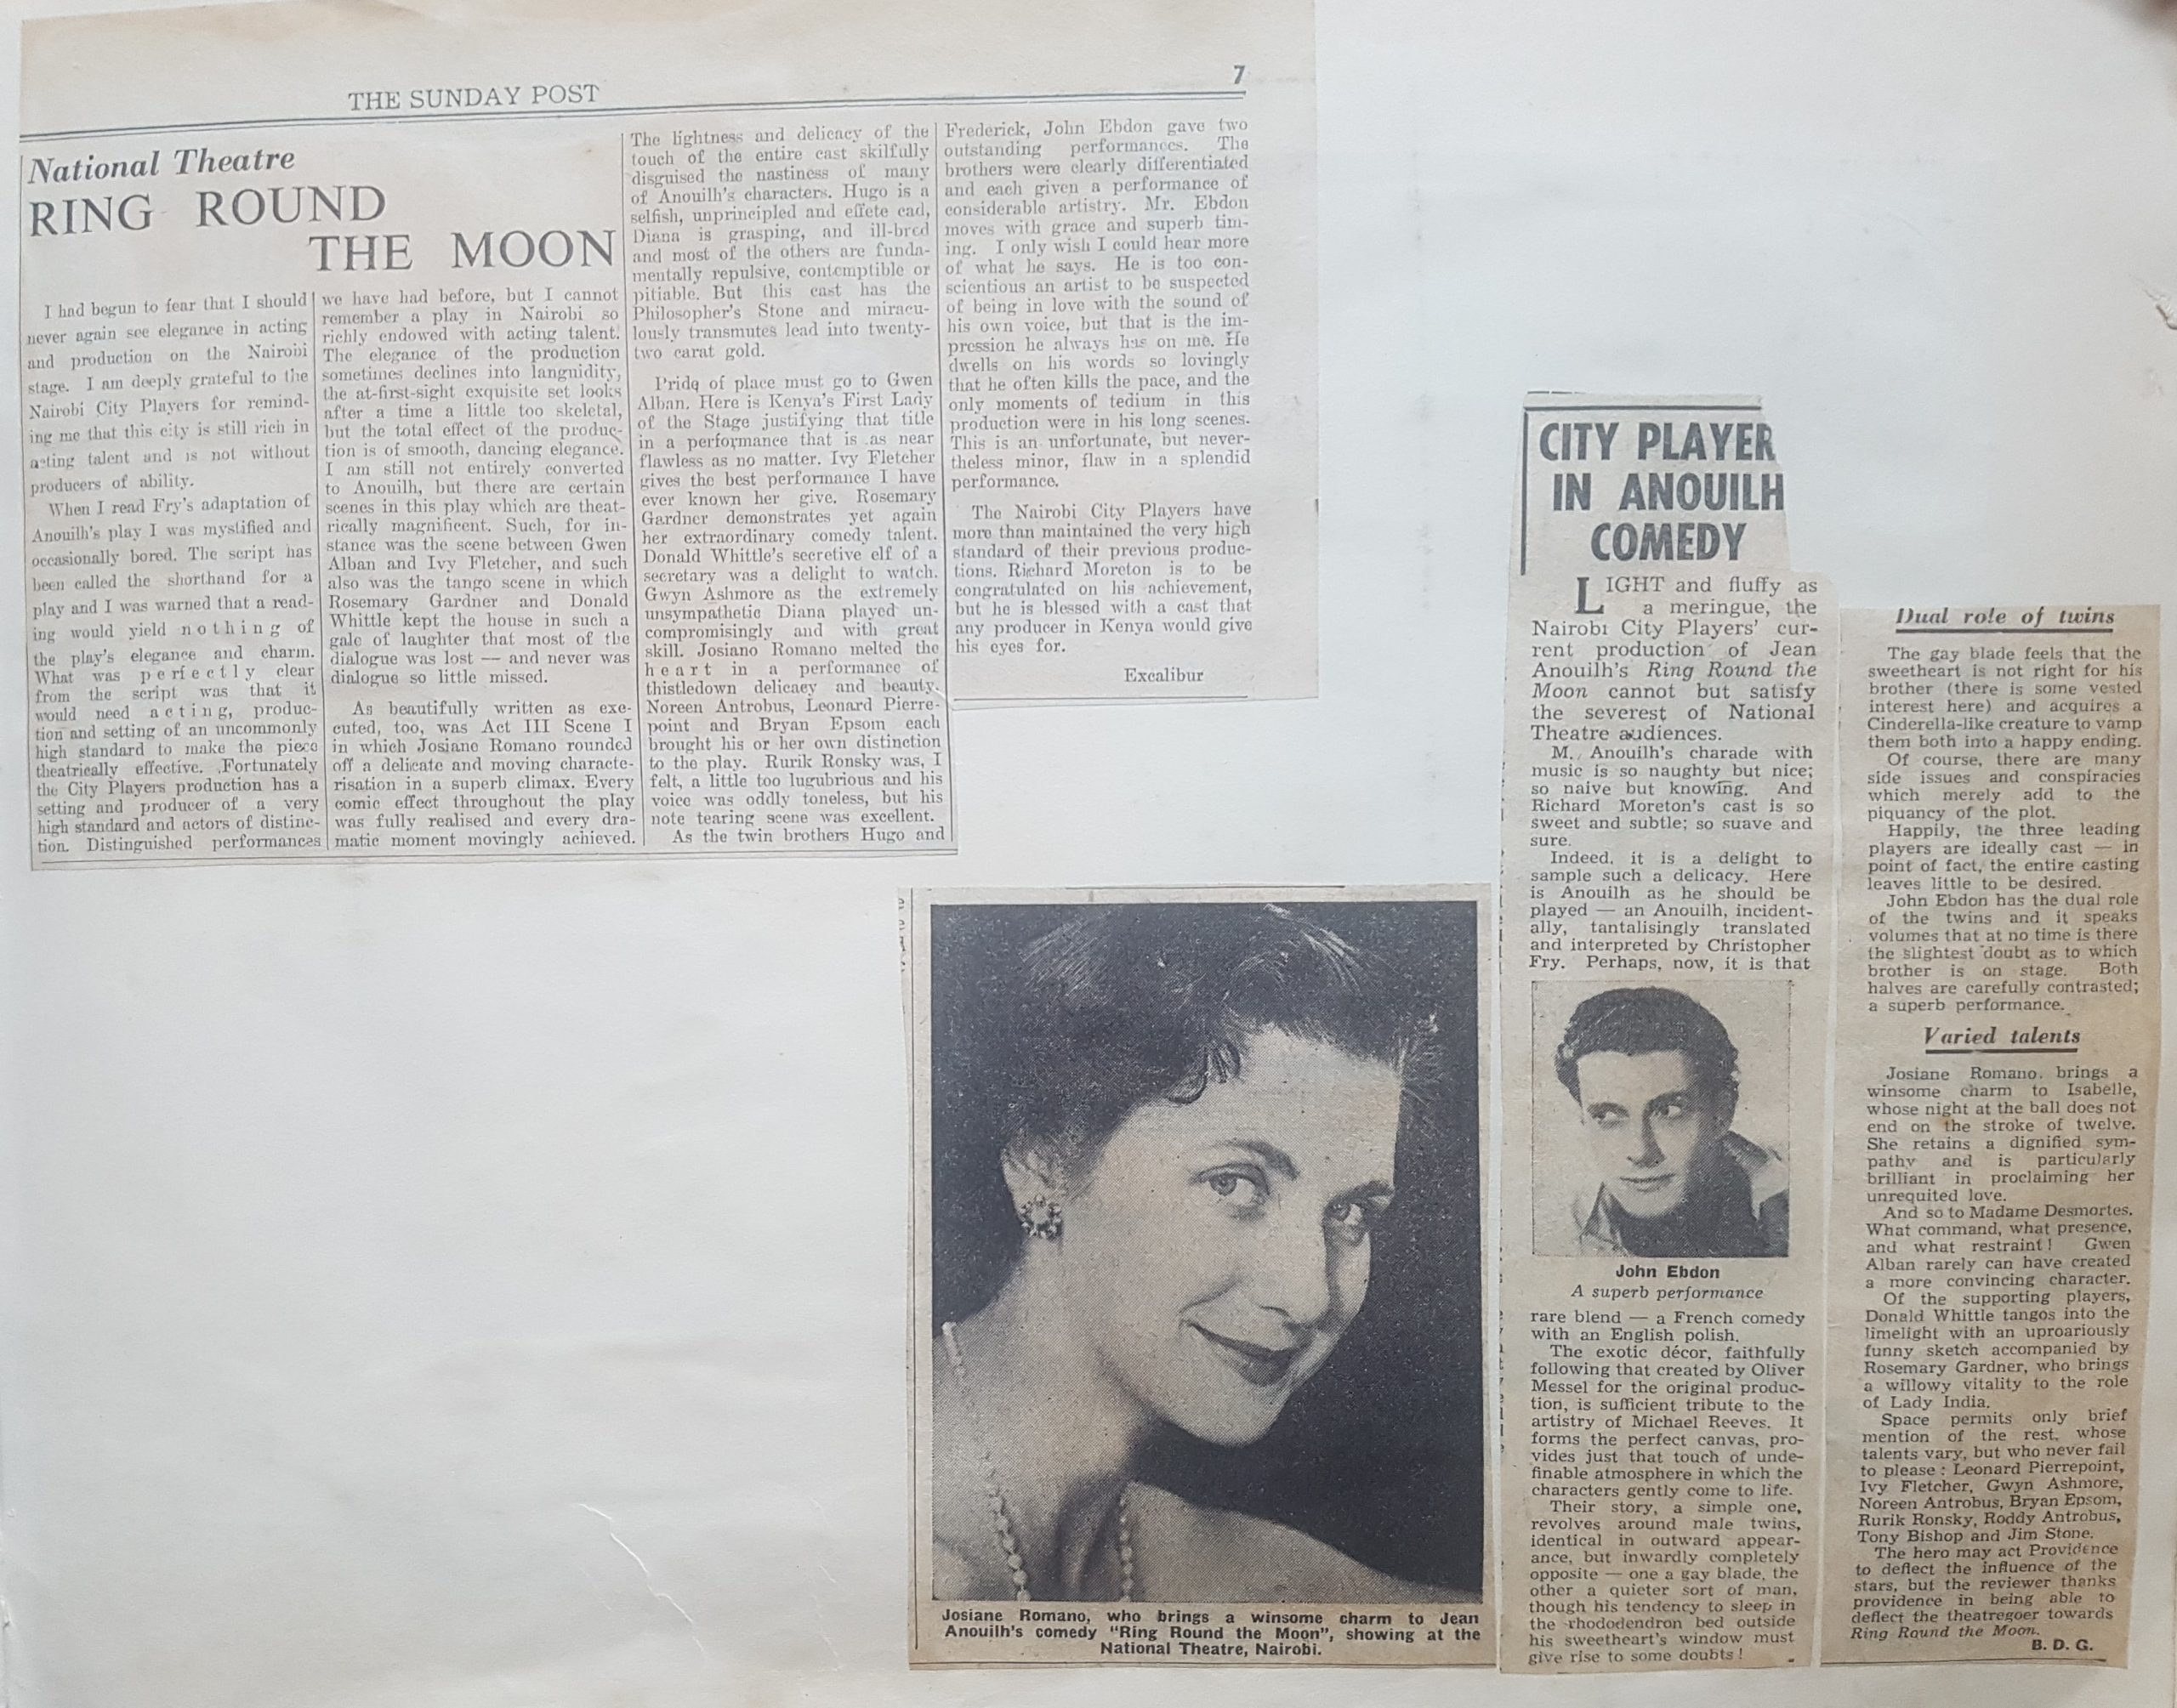 THE SUNDAY POST
7
National Theatre
RING ROUND
THE MOON
I had begun to fear that I should
never again see elegance in acting
and production on the Nairobi
stage. I am deeply grateful to the
Nairobi City Players for remind-
ing me that this city is still rich in
acting talent and is not without
producers of ability.
When I read Fry's adaptation of
Anouilh's play I was mystified and
occasionally bored. The script has
been called the shorthand for a
play and I was warned that a read-
ing would yield nothing of
the play's elegance and charm.
What was perfectly clear
from the script was that it
would need acting, produc-
tion and setting of an uncommonly
high standard to make the piece
theatrically effective. Fortunately
the City Players production has a
setting and producer of a very
high standard and actors of distinc-
tion. Distinguished performances
we have had before, but I cannot
remember a play in Nairobi so
richly endowed with acting talent.
The elegance of the production
sometimes declines into languidity,
the at-first-sight exquisite set looks
after a time a little too skeletal,
but the total effect of the produc-
tion is of smooth, dancing elegance.
I am still not entirely converted
to Anouilh, but there are certain
scenes in this play which are theat-
rically magnificent. Such, for in-
stance was the scene between Gwen
Alban and Ivy Fletcher, and such
also was the tango scene in which
Rosemary Gardner and Donald
Whittle kept the house in such a
gale of laughter that most of the
dialogue was lost — and never was
dialogue so little missed.
As beautifully written as exe-
cuted, too, was Act III Scene I
in which Josiane Romano rounded
off a delicate and moving characte-
risation in a superb climax. Every
comic effect throughout the play
was fully realised and every dra-
matic moment movingly achieved.
The lightness and delicacy of the
touch of the entire cast skilfully
disguised the nastiness of many
of Anouilh's characters. Hugo is a
selfish, unprincipled and effete cad,
Diana is grasping, and ill-bred
and most of the others are funda-
mentally repulsive, contemptible or
pitiable. But this cast has the
Philosopher's Stone and miracu-
lously transmutes lead into twenty-
two carat gold.
Pride of place must go to Gwen
Alban. Here is Kenya's First Lady
of the Stage justifying that title
in a performance that is as near
flawless as no matter. Ivy Fletcher
gives the best performance I have
ever known her give. Rosemary
Gardner demonstrates yet again
her extraordinary comedy talent.
Donald Whittle's secretive elf of a
secretary was a delight to watch.
Gwyn Ashmore as the extremely
unsympathetic Diana played un-
compromisingly and with great
skill. Josiano Romano melted the
heart in a performance of
thistledown delicacy and beauty.
Noreen Antrobus, Leonard Pierre-
point and Bryan Epsom each
brought his or her own distinction
to the play. Rurik Ronsky was, I
felt, a little too lugubrious and his
voice was oddly toneless, but his
note tearing scene was excellent.
As the twin brothers Hugo and
Frederick, John Ebdon gave two
outstanding performances. The
brothers were clearly differentiated
and each given a performance of
considerable artistry. Mr. Ebdon
moves with grace and superb tim-
ing. I only wish I could hear more
of what he says. He is too con-
scientious an artist to be suspected
of being in love with the sound of
his own voice, but that is the im-
pression he always has on me. He
dwells on his words so lovingly
that he often kills the pace, and the
only moments of tedium in this
production were in his long scenes.
This is an unfortunate, but never-
theless minor, flaw in a splendid
performance.
The Nairobi City Players have
more than maintained the very high
standard of their previous produc-
tions. Richard Moreton is to be
congratulated on his achievement,
but he is blessed with a cast that
any producer in Kenya would give
his eyes for.
Excalibur
Josiane Romano, who brings a winsome charm to Jean
Anouilh's comedy "Ring Round the Moon", showing at the
National Theatre, Nairobi.
CITY PLAYER
IN ANOUILH
COMEDY
LIGHT and fluffy as
a meringue, the
Nairobi City Players' cur-
rent production of Jean
Anouilh's Ring Round the
Moon cannot but satisfy
the severest of National
Theatre audiences.
M. Anouilh's charade with
music is so naughty but nice;
so naive but knowing. And
Richard Moreton's cast is so
sweet and subtle; so suave and
sure.
Indeed, it is a delight to
sample such a delicacy. Here
is Anouilh as he should be
played — an Anouilh, incident-
ally, tantalisingly translated
and interpreted by Christopher
Fry. Perhaps, now, it is that
John Ebdon
A superb performance
rare blend — a French comedy
with an English polish.
The exotic décor, faithfully
following that created by Oliver
Messel for the original produc-
tion, is sufficient tribute to the
artistry of Michael Reeves. It
forms the perfect canvas, pro-
vides just that touch of unde-
finable atmosphere in which the
characters gently come to life.
Their story, a simple one,
revolves around male twins,
identical in outward appear-
ance, but inwardly completely
opposite — one a gay blade, the
other a quieter sort of man,
though his tendency to sleep in
the rhododendron bed outside
his sweetheart's window must
give rise to some doubts!
Dual role of twins
The gay blade feels that the
sweetheart is not right for his
brother (there is some vested
interest here) and acquires a
Cinderella-like creature to vamp
them both into a happy ending.
Of course, there are many
side issues and conspiracies
which merely add to the
piquancy of the plot.
Happily, the three leading
players are ideally cast — in
point of fact, the entire casting
leaves little to be desired.
John Ebdon has the dual role
of the twins and it speaks
volumes that at no time is there
the slightest doubt as to which
brother is on stage. Both
halves are carefully contrasted;
a superb performance.
Varied talents
Josiane Romano. brings a
winsome charm to Isabelle,
whose night at the ball does not
end on the stroke of twelve.
She retains a dignified sym-
pathy and is particularly
brilliant in proclaiming her
unrequited love.
And so to Madame Desmortes.
What command, what presence,
and what restraint! Gwen
Alban rarely can have created
a more convincing character.
Of the supporting players,
Donald Whittle tangos into the
limelight with an uproariously
funny sketch accompanied by
Rosemary Gardner, who brings
a willowy vitality to the role
of Lady India.
Space permits only brief
mention of the rest, whose
talents vary, but who never fail
to please : Leonard Pierrepoint,
Ivy Fletcher, Gwyn Ashmore,
Noreen Antrobus, Bryan Epsom,
Rurik Ronsky, Roddy Antrobus,
Tony Bishop and Jim Stone.
The hero may act Providence
to deflect the influence of the
stars, but the reviewer thanks
providence in being able to
deflect the theatregoer towards
Ring Round the Moon.
B. D. G.